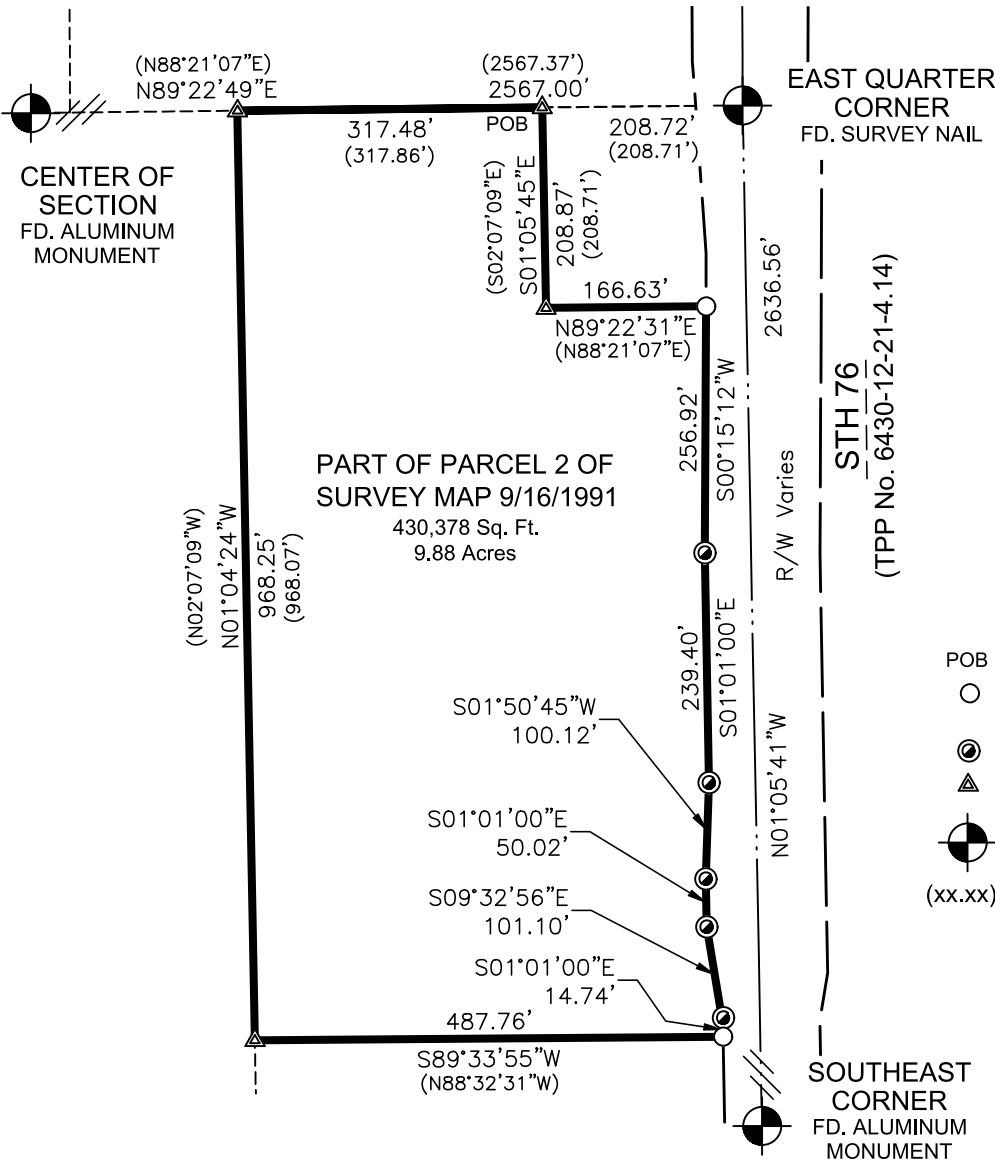 (N88°21'07"E)
N89°22'49"E
(2567.37')
2567.00'
EAST QUARTER
CORNER
FD. SURVEY NAIL
317.48'
(317.86')
POB
208.72'
(208.71')
CENTER OF
SECTION
FD. ALUMINUM
MONUMENT
(S02°07'09"E)
S01°05'45"E
208.87'
(208.71')
166.63'
N89°22'31"E
(N88°21'07"E)
2636.56'
STH 76
(TPP No. 6430-12-21-4.14)
256.92'
S00°15'12"W
R/W Varies
PART OF PARCEL 2 OF
SURVEY MAP 9/16/1991
430,378 Sq. Ft.
9.88 Acres
(N02°07'09"W)
N01°04'24"W
968.25'
(968.07')
239.40'
S01°01'00"E
N01°05'41"W
POB
(xx.xx)
S01°50'45"W
100.12'
S01°01'00"E
50.02'
S09°32'56"E
101.10'
S01°01'00"E
14.74'
487.76'
S89°33'55"W
(N88°32'31"W)
SOUTHEAST
CORNER
FD. ALUMINUM
MONUMENT